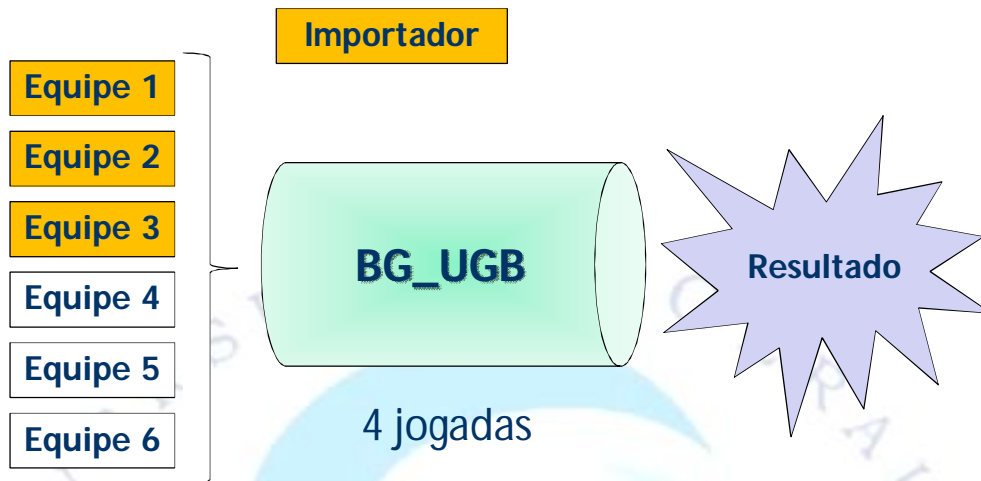 Importador
Equipe 1
Equipe 2
Equipe 3
Equipe 4
Equipe 5
Equipe 6
BG_UGB
4 jogadas
Resultado